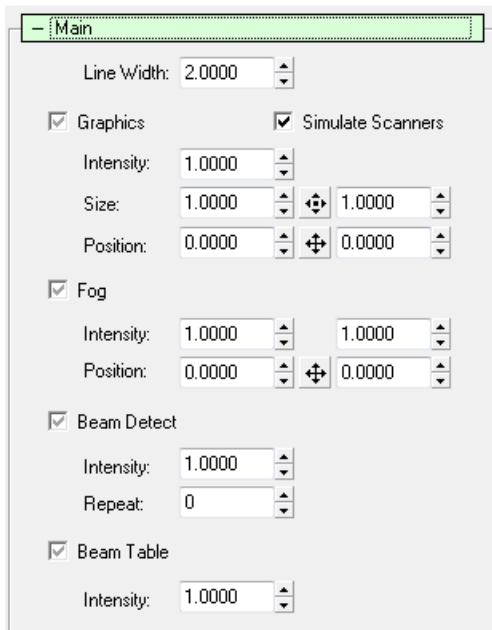 Main
Line Width: 2.0000
Graphics Simulate Scanners
Intensity: 1.0000
Size: 1.0000 1.0000
Position: 0.0000 0.0000
Fog
Intensity: 1.0000 1.0000
Position: 0.0000 0.0000
Beam Detect
Intensity: 1.0000
Repeat: 0
Beam Table
Intensity: 1.0000